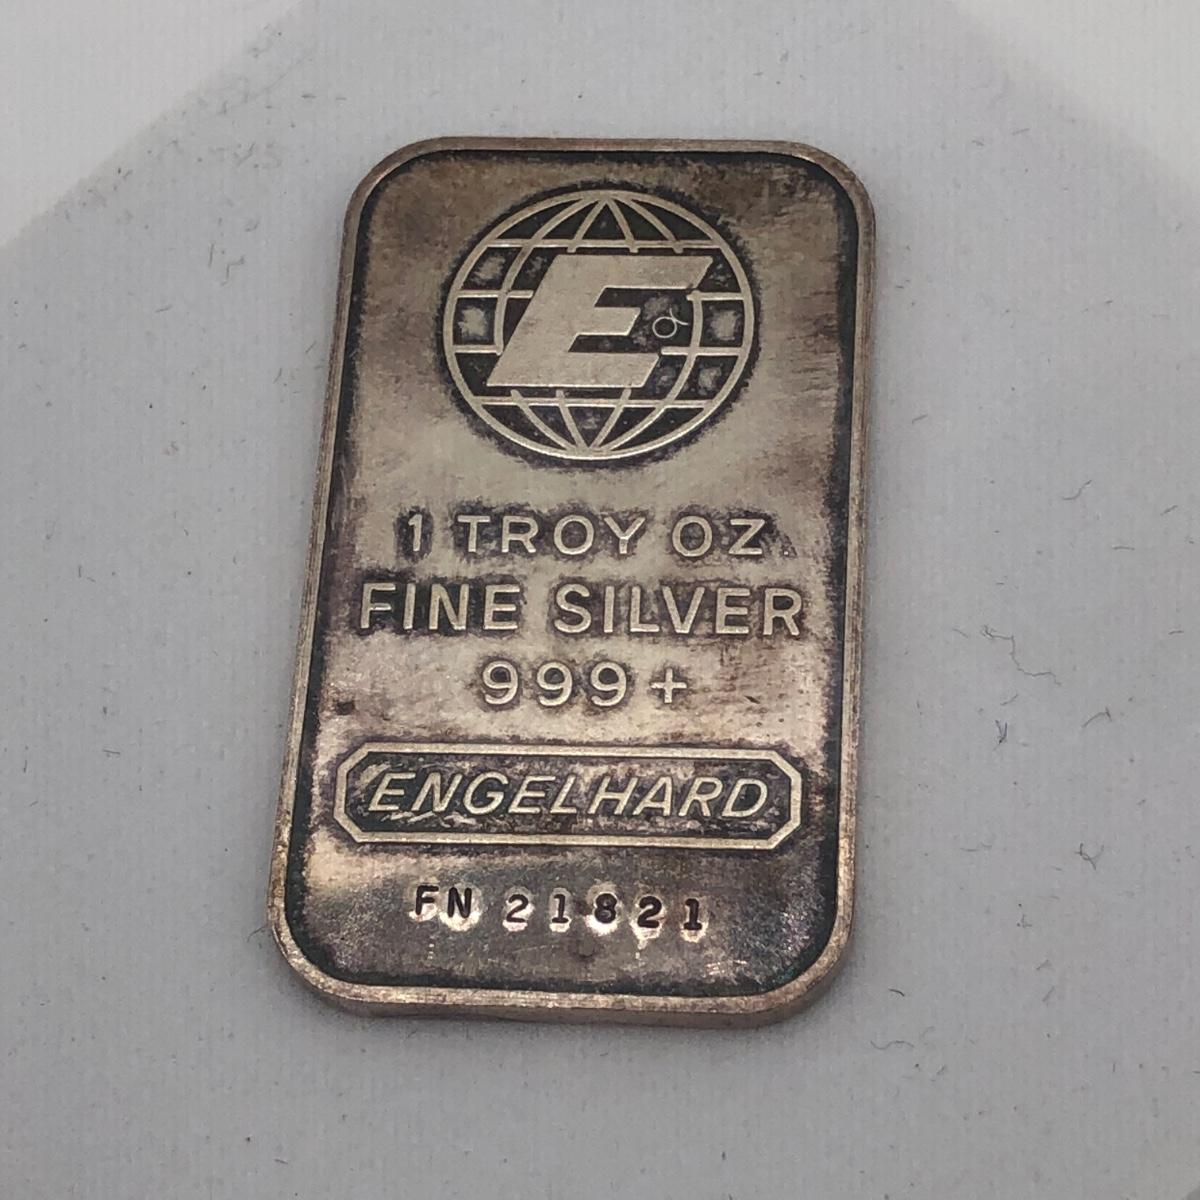 E
1 TROY OZ
FINE SILVER
999+
ENGELHARD
FN 21821